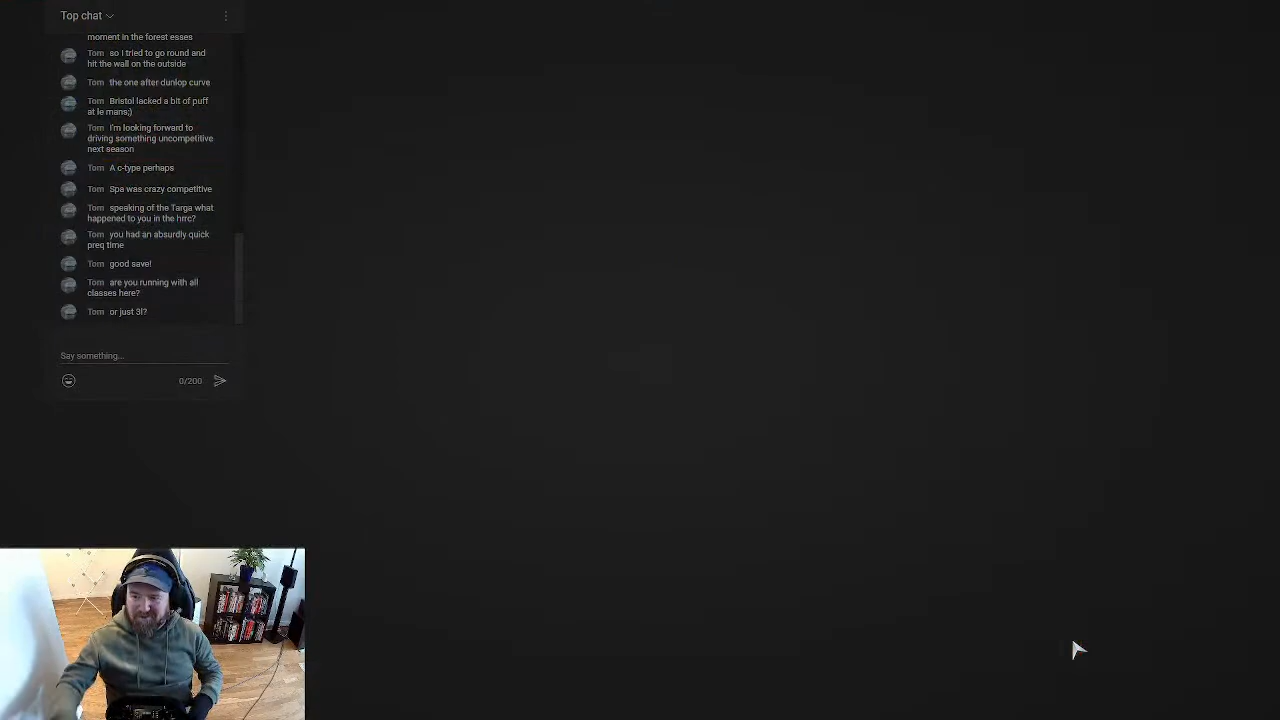 Top chat
moment in the forest esses
Tom so I tried to go round and
hit the wall on the outside
Tom the one after dunlop curve
Tom Bristol lacked a bit of puff
at le mans;)
Tom I'm looking forward to
driving something uncompetitive
next season
Tom A c-type perhaps
Tom Spa was crazy competitive
Tom speaking of the Targa what
happened to you in the hrrc?
Tom you had an absurdly quick
preq time
Tom good save!
Tom are you running with all
classes here?
Tom or just 3l?
Say something...
0/200